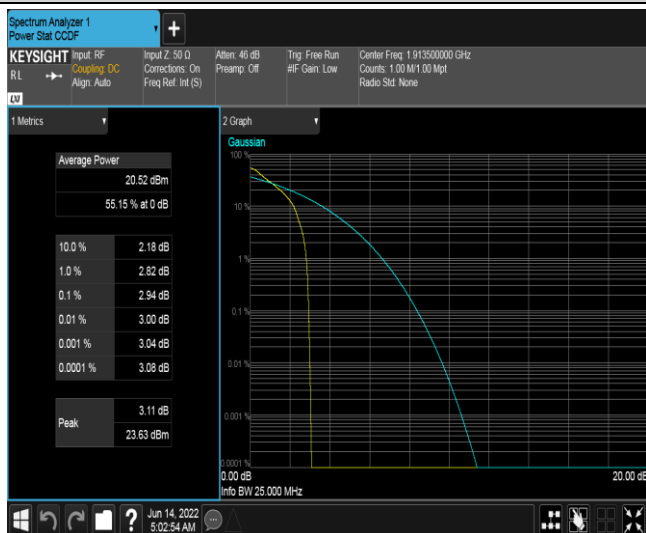 Spectrum Analyzer 1
Power Stat CCDF
+
KEYSIGHT
RL
LXI
Input: RF
Coupling: DC
Align: Auto
Input Z: 50 Ω
Corrections: On
Freq Ref: Int (S)
Atten: 46 dB
Preamp: Off
Trig: Free Run
#IF Gain: Low
Center Freq: 1.913500000 GHz
Counts: 1.00 M/1.00 Mpt
Radio Std: None
1 Metrics
Average Power
20.52 dBm
55.15 % at 0 dB
10.0 % 2.18 dB
1.0 % 2.82 dB
0.1 % 2.94 dB
0.01 % 3.00 dB
0.001 % 3.04 dB
0.0001 % 3.08 dB
Peak
3.11 dB
23.63 dBm
2 Graph
Gaussian
100 %
10 %
1 %
0.1 %
0.01 %
0.001 %
0.0001 %
0.00 dB
20.00 dB
Info BW 25.000 MHz
?
Jun 14, 2022
5:02:54 AM